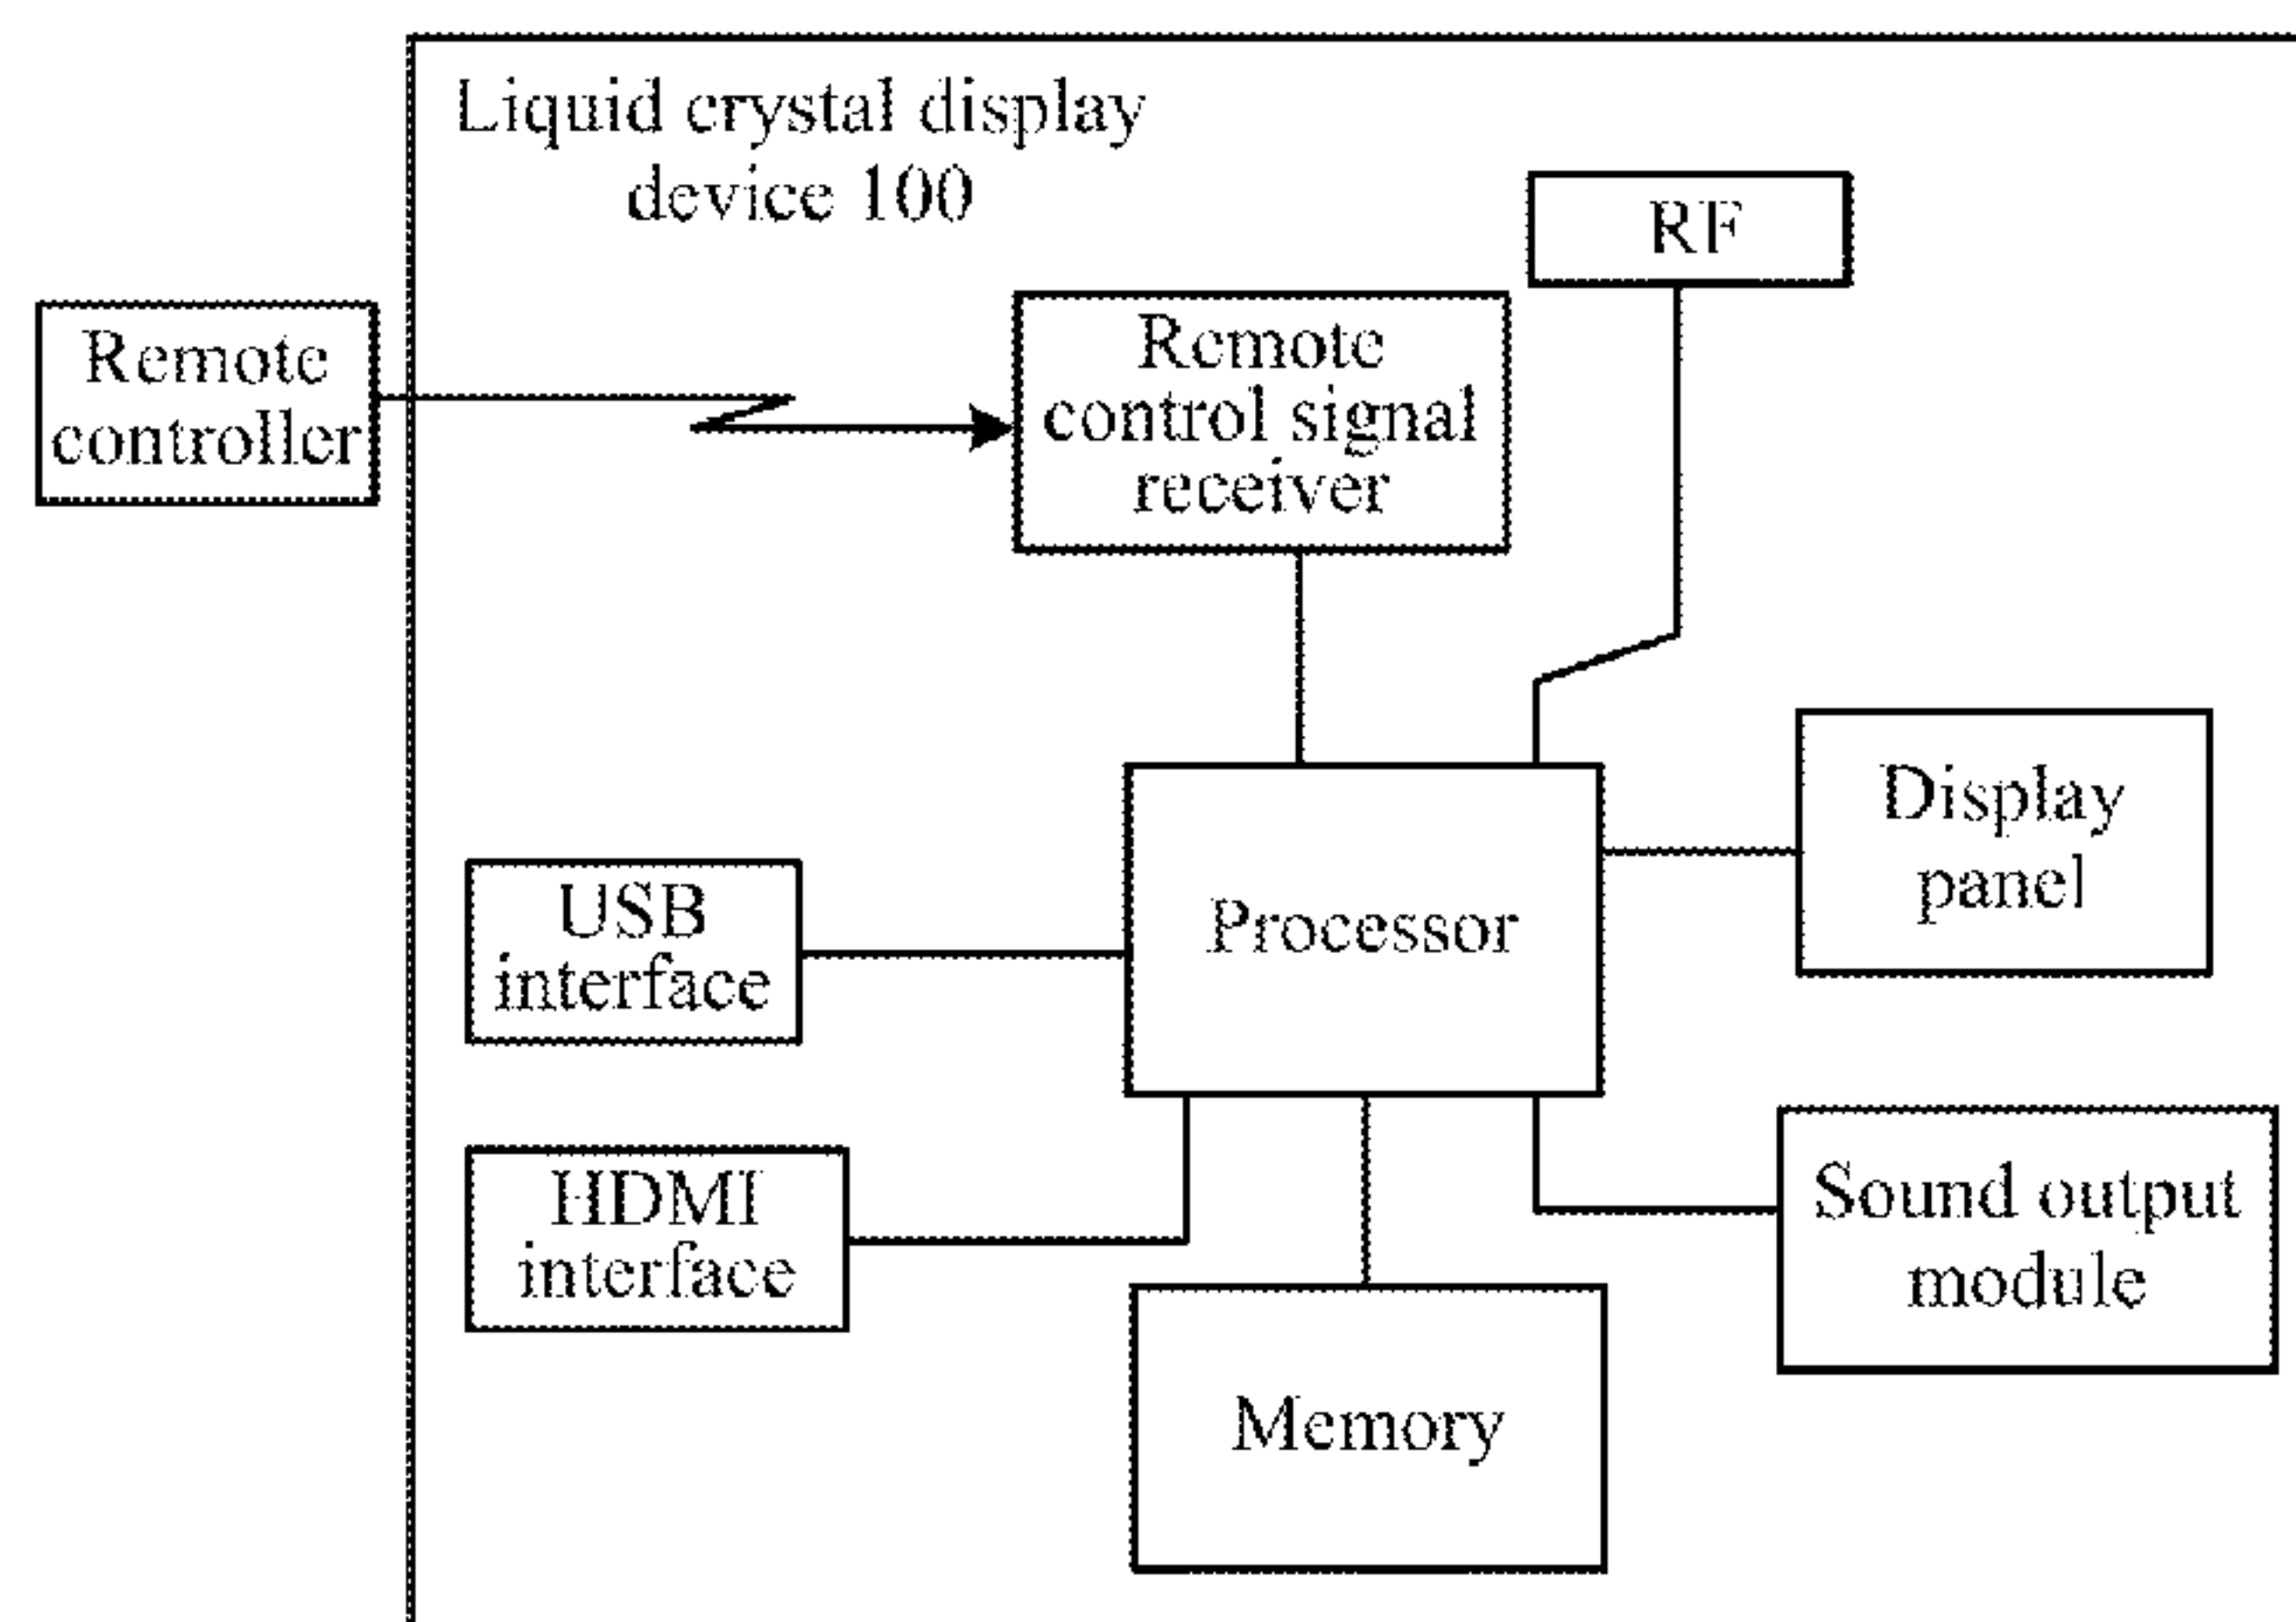 Liquid crystal display
device 100
RF
Remote
controller
Remote
control signal
receiver
Display
panel
USB
interface
Processor
HDMI
interface
Sound output
module
Memory